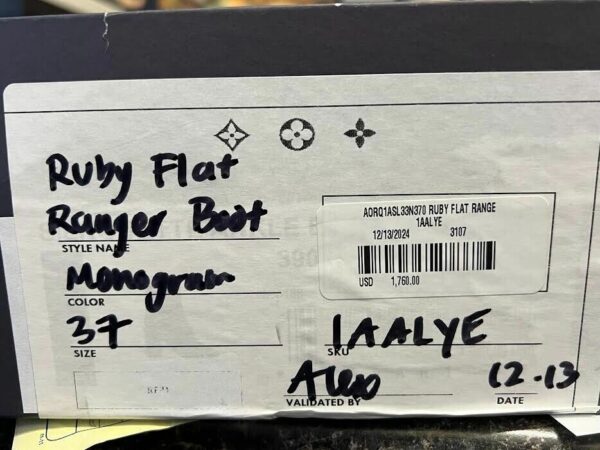 Ruby Flat
Ranger Boot
STYLE NAME
Monogram
COLOR
37
SIZE
AORQ1ASL33N370 RUBY FLAT RANGE
1AALYE
12/13/2024 3107
USD 1,760.00
1AALYE
SKU
VALIDATED BY
12.13
DATE